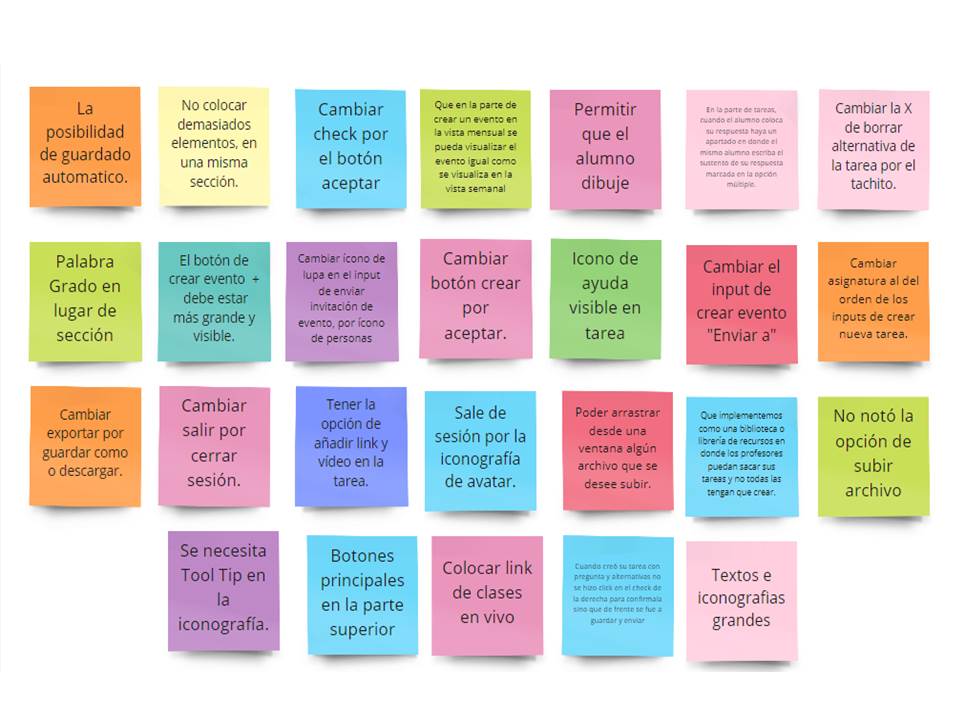 La
posibilidad
de guardado
automatico.
No colocar
demasiados
elementos, en
una misma
sección.
Cambiar
check por
el botón
aceptar
Que en la parte de
crear un evento en
la vista mensual se
pueda visualizar el
evento igual como
se visualiza en la
vista semanal
Permitir
que el
alumno
dibuje
En la parte de tareas,
cuando el alumno coloca
su respuesta haya un
apartado en donde el
mismo alumno escriba el
sustento de su respuesta
marcada en la opción
múltiple.
Cambiar la X
de borrar
alternativa de
la tarea por el
tachito.
Palabra
Grado en
lugar de
sección
El botón de
crear evento +
debe estar
más grande y
visible.
Cambiar ícono de
lupa en el input
de enviar
invitación de
evento, por ícono
de personas
Cambiar
botón crear
por
aceptar.
Icono de
ayuda
visible en
tarea
Cambiar el
input de
crear evento
"Enviar a"
Cambiar
asignatura al del
orden de los
inputs de crear
nueva tarea.
Cambiar
exportar por
guardar como
o descargar.
Cambiar
salir por
cerrar
sesión.
Tener la
opción de
añadir link y
vídeo en la
tarea.
Sale de
sesión por la
iconografía
de avatar.
Poder arrastrar
desde una
ventana algún
archivo que se
desee subir.
Que implementemos
como una biblioteca o
librería de recursos en
donde los profesores
puedan sacar sus
tareas y no todas las
tengan que crear.
No notó la
opción de
subir
archivo
Se necesita
Tool Tip en
la
iconografía.
Botones
principales
en la parte
superior
Colocar link
de clases
en vivo
Cuando creó su tarea con
pregunta y alternativas no
se hizo click en el check de
la derecha para confirmala
sino que de frente se fue a
guardar y enviar
Textos e
iconografias
grandes